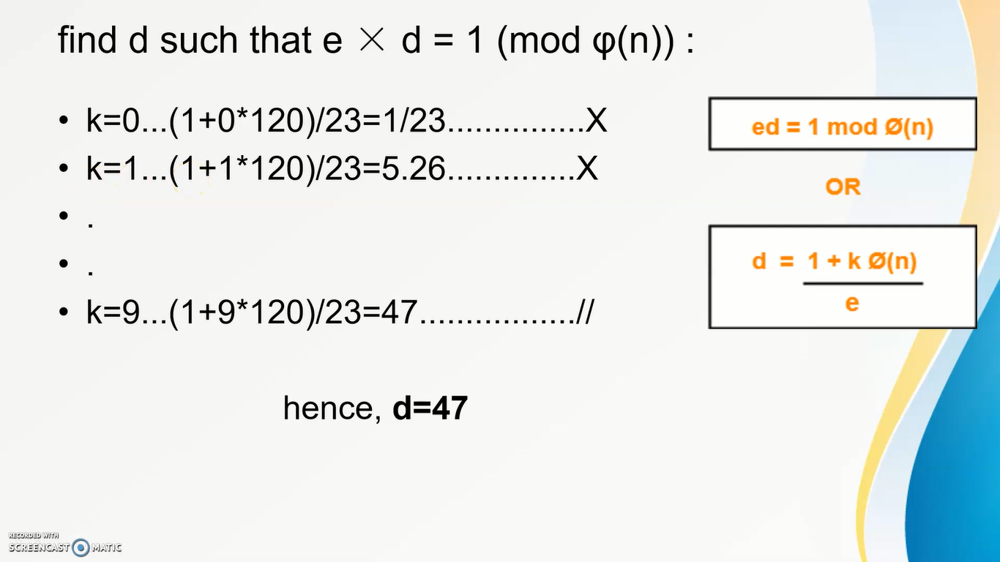 find d such that e × d = 1 (mod φ(n)) :
• k=0...(1+0*120)/23=1/23...............X
• k=1...(1+1*120)/23=5.26..............X
• .
• .
• k=9...(1+9*120)/23=47.................//
hence, d=47
ed = 1 mod Ø(n)
OR
d = 1 + k Ø(n)
e
RECORDED WITH
SCREENCAST MATIC